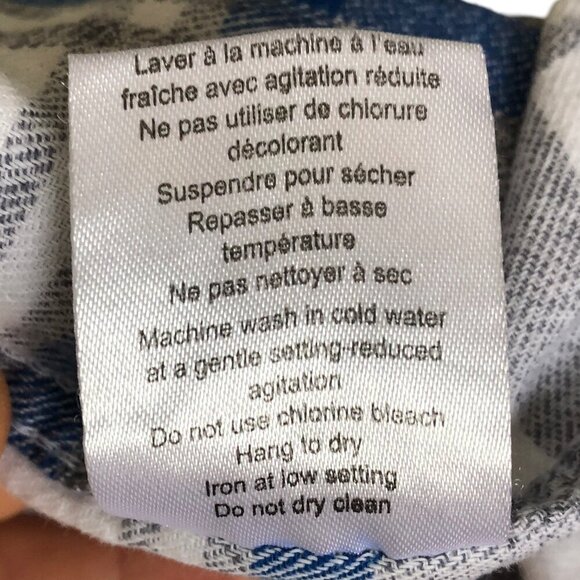 Laver à la machine à l'eau
fraîche avec agitation réduite
Ne pas utiliser de chlorure
décolorant
Suspendre pour sécher
Repasser à basse
température
Ne pas nettoyer à sec
Machine wash in cold water
at a gentle setting-reduced
agitation
Do not use chlorine bleach
Hang to dry
Iron at low setting
Do not dry clean